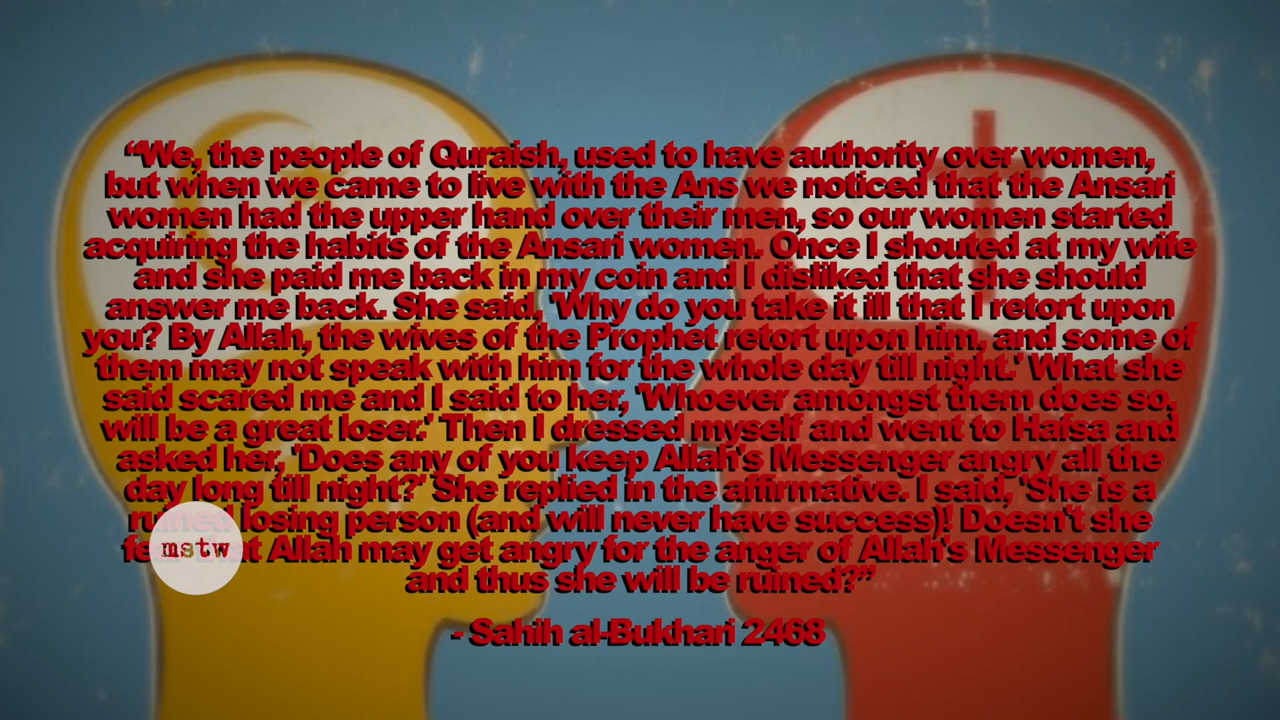 “We, the people of Quraish, used to have authority over women,
but when we came to live with the Ans we noticed that the Ansari
women had the upper hand over their men, so our women started
acquiring the habits of the Ansari women. Once I shouted at my wife
and she paid me back in my coin and I disliked that she should
answer me back. She said, 'Why do you take it ill that I retort upon
you? By Allah, the wives of the Prophet retort upon him, and some of
them may not speak with him for the whole day till night.' What she
said scared me and I said to her, 'Whoever amongst them does so,
will be a great loser.' Then I dressed myself and went to Hafsa and
asked her, 'Does any of you keep Allah's Messenger angry all the
day long till night?' She replied in the affirmative. I said, 'She is a
ruined losing person (and will never have success)! Doesn't she
that Allah may get angry for the anger of Allah's Messenger
and thus she will be ruined?”
- Sahih al-Bukhari 2468
mstw